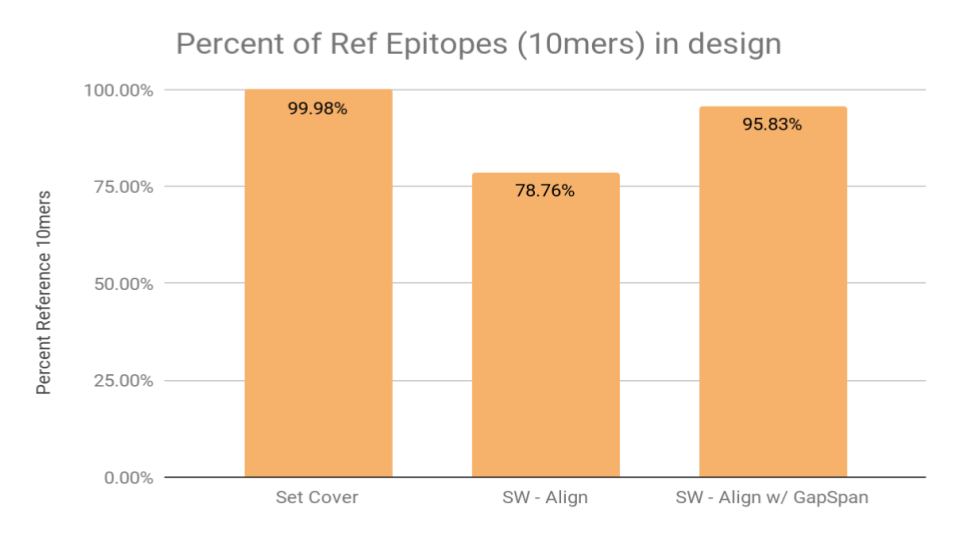 Percent of Ref Epitopes (10mers) in design
Percent Reference 10mers
100.00%
75.00%
50.00%
25.00%
0.00%
99.98%
78.76%
95.83%
Set Cover
SW - Align
SW - Align w/ GapSpan